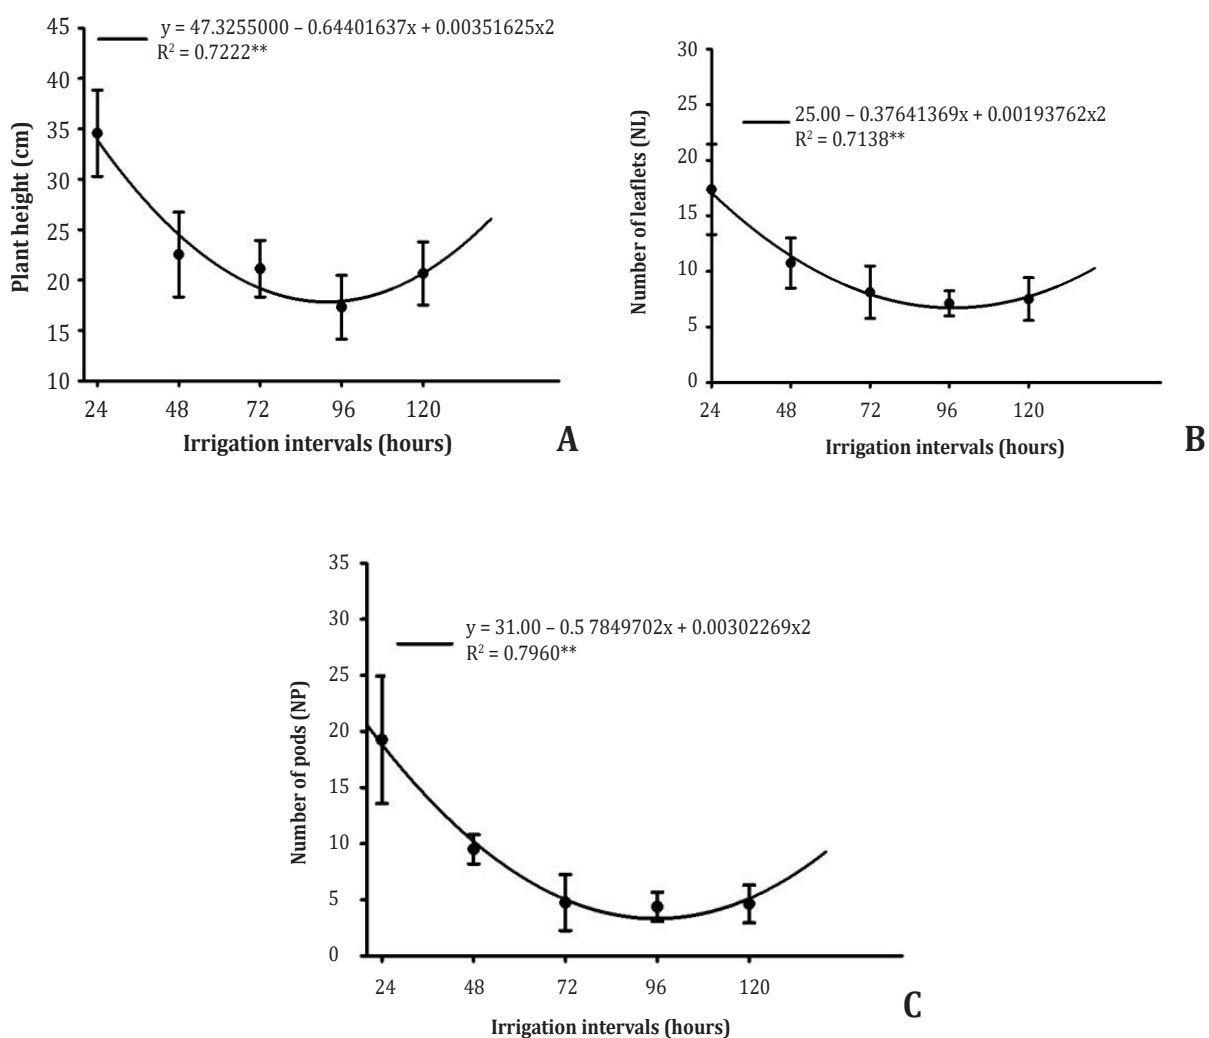 45
40
35
30
25
20
15
10
Plant height (cm)
y = 47.3255000 – 0.64401637x + 0.00351625x2
R² = 0.7222**
24 48 72 96 120
Irrigation intervals (hours)
A
30
25
20
15
10
5
0
Number of leaflets (NL)
25.00 – 0.37641369x + 0.00193762x2
R² = 0.7138**
24 48 72 96 120
Irrigation intervals (hours)
B
35
30
25
20
15
10
5
0
Number of pods (NP)
y = 31.00 – 0.5 7849702x + 0.00302269x2
R² = 0.7960**
24 48 72 96 120
Irrigation intervals (hours)
C